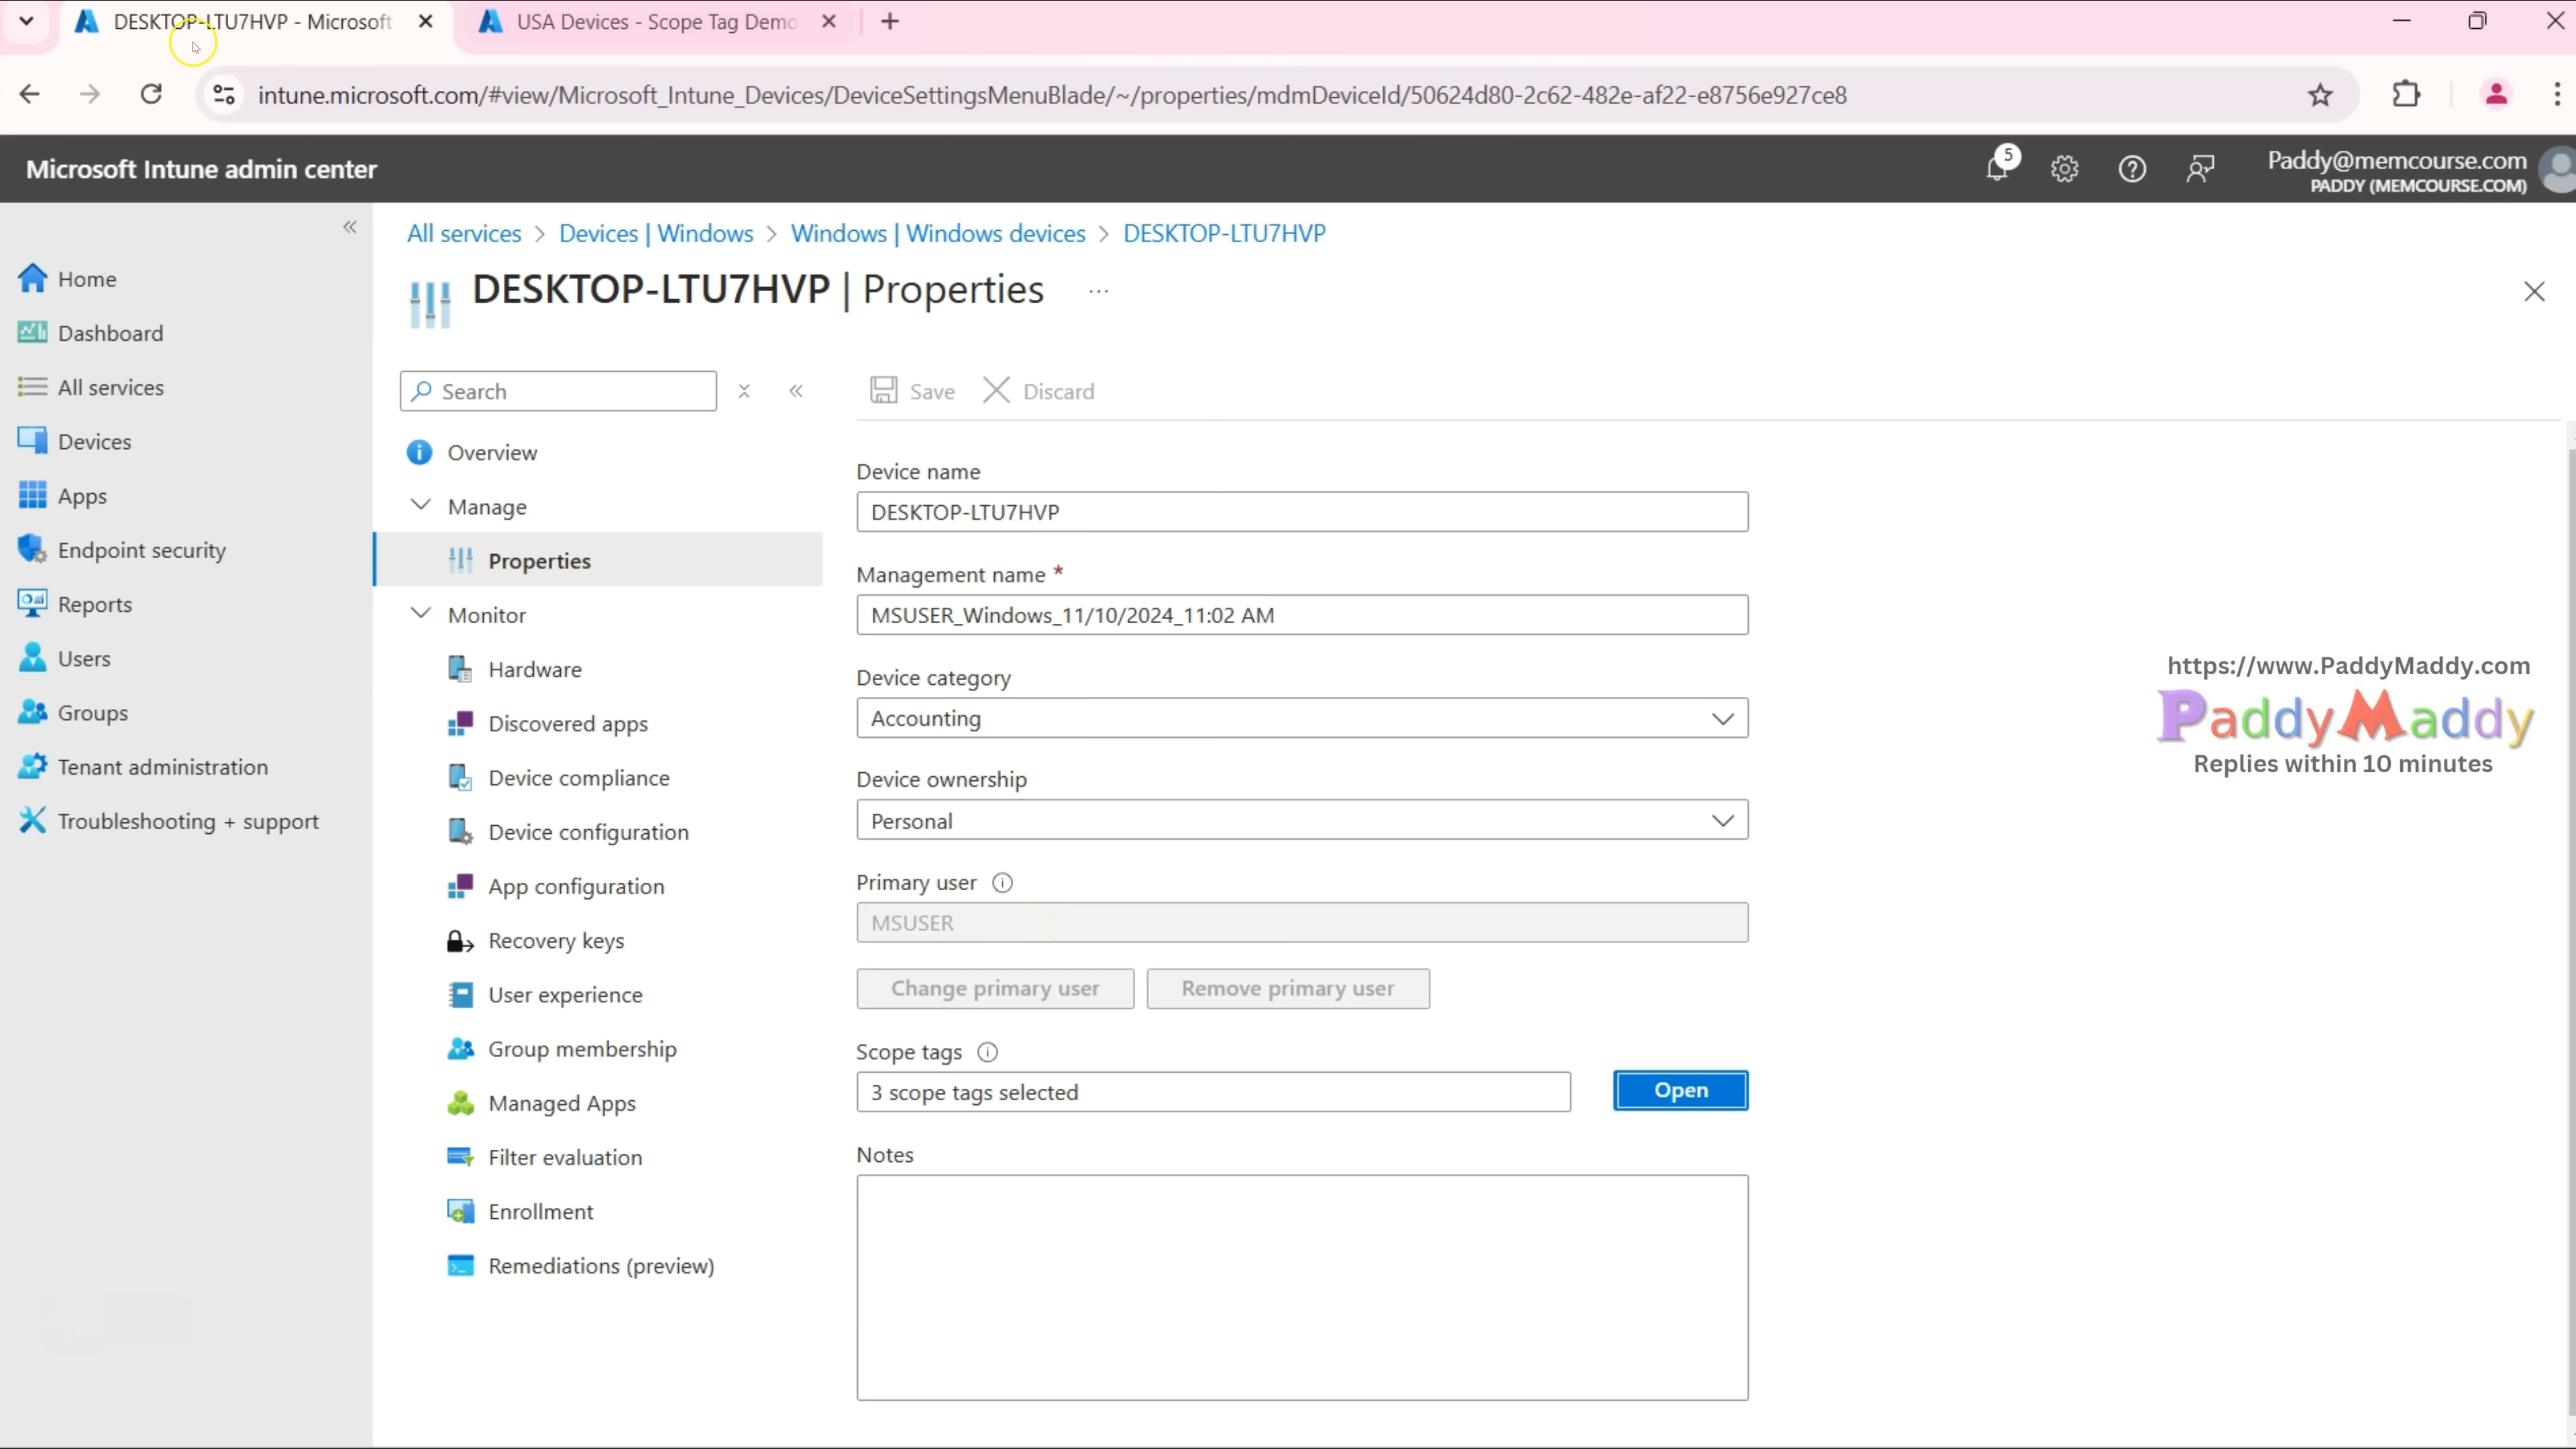 DESKTOP-LTU7HVP - Microsoft
USA Devices - Scope Tag Demo
intune.microsoft.com/#view/Microsoft_Intune_Devices/DeviceSettingsMenuBlade/~/properties/mdmDeviceId/50624d80-2c62-482e-af22-e8756e927ce8
Microsoft Intune admin center
5
Paddy@memcourse.com
PADDY (MEMCOURSE.COM)
Home
Dashboard
All services
Devices
Apps
Endpoint security
Reports
Users
Groups
Tenant administration
Troubleshooting + support
All services > Devices | Windows > Windows | Windows devices > DESKTOP-LTU7HVP
DESKTOP-LTU7HVP | Properties ...
Search
Overview
Manage
Properties
Monitor
Hardware
Discovered apps
Device compliance
Device configuration
App configuration
Recovery keys
User experience
Group membership
Managed Apps
Filter evaluation
Enrollment
Remediations (preview)
Save
Discard
Device name
DESKTOP-LTU7HVP
Management name *
MSUSER_Windows_11/10/2024_11:02 AM
Device category
Accounting
Device ownership
Personal
Primary user
MSUSER
Change primary user
Remove primary user
Scope tags
3 scope tags selected
Open
Notes
https://www.PaddyMaddy.com
PaddyMaddy
Replies within 10 minutes